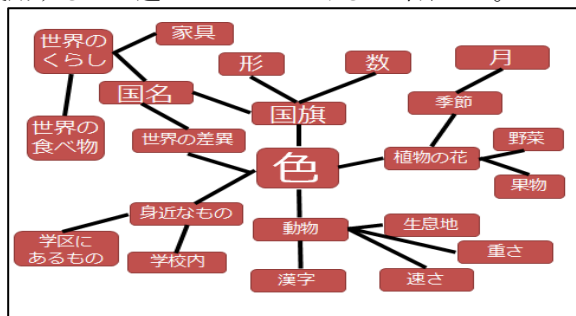 世界の
くらし
家具
形
数
月
国名
国旗
季節
世界の
食べ物
世界の差異
色
植物の花
野菜
果物
身近なもの
動物
生息地
学区に
あるもの
学校内
漢字
速さ
重さ